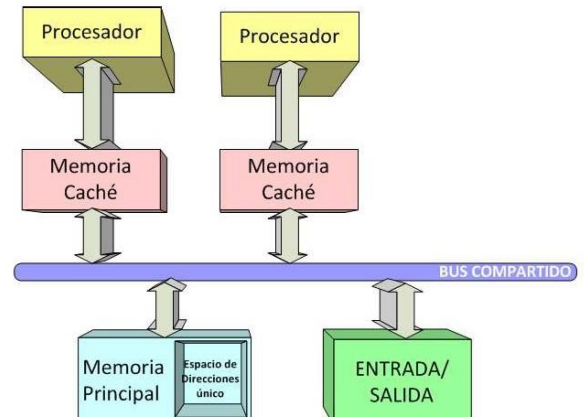 Procesador
Procesador
Memoria
Caché
Memoria
Caché
BUS COMPARTIDO
Memoria
Principal
Espacio de
Direcciones
único
ENTRADA/
SALIDA